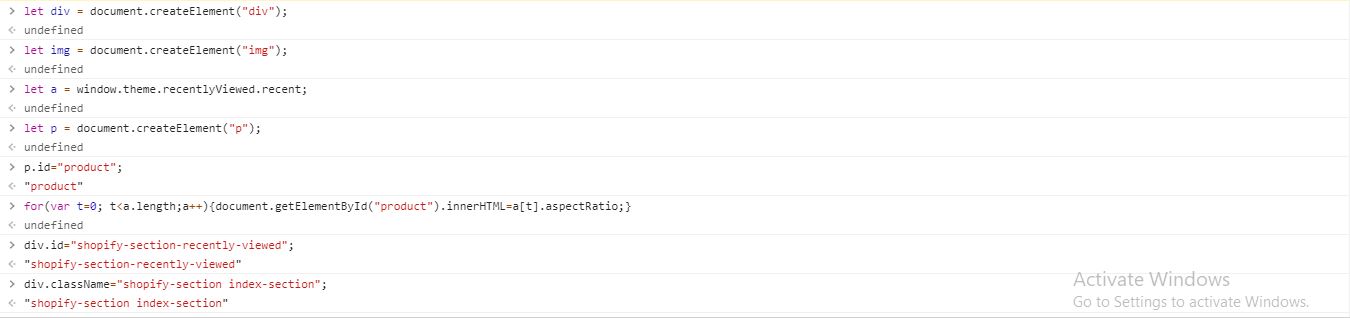 > let div = document.createElement("div");
<· undefined
> let img = document.createElement("img");
<· undefined
> let a = window.theme.recentlyViewed.recent;
<· undefined
> let p = document.createElement("p");
<· undefined
> p.id="product";
<· "product"
> for(var t=0; t<a.length;a++){document.getElementById("product").innerHTML=a[t].aspectRatio;}
<· undefined
> div.id="shopify-section-recently-viewed";
<· "shopify-section-recently-viewed"
> div.className="shopify-section index-section";
<· "shopify-section index-section"
Activate Windows
Go to Settings to activate Windows.